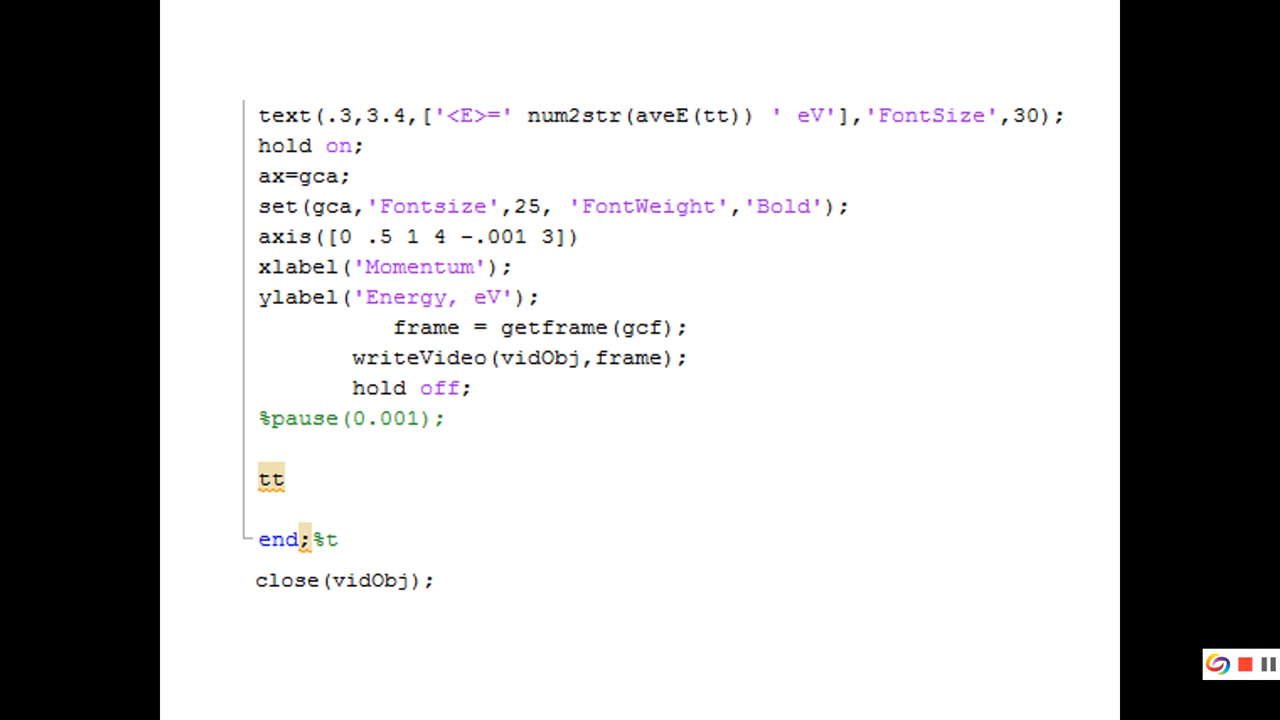 text(.3,3.4,['<E>=' num2str(aveE(tt)) ' eV'],'FontSize',30);
hold on;
ax=gca;
set(gca,'Fontsize',25, 'FontWeight','Bold');
axis([0 .5 1 4 -.001 3])
xlabel('Momentum');
ylabel('Energy, eV');
frame = getframe(gcf);
writeVideo(vidObj,frame);
hold off;
%pause(0.001);
tt
end;%t
close(vidObj);